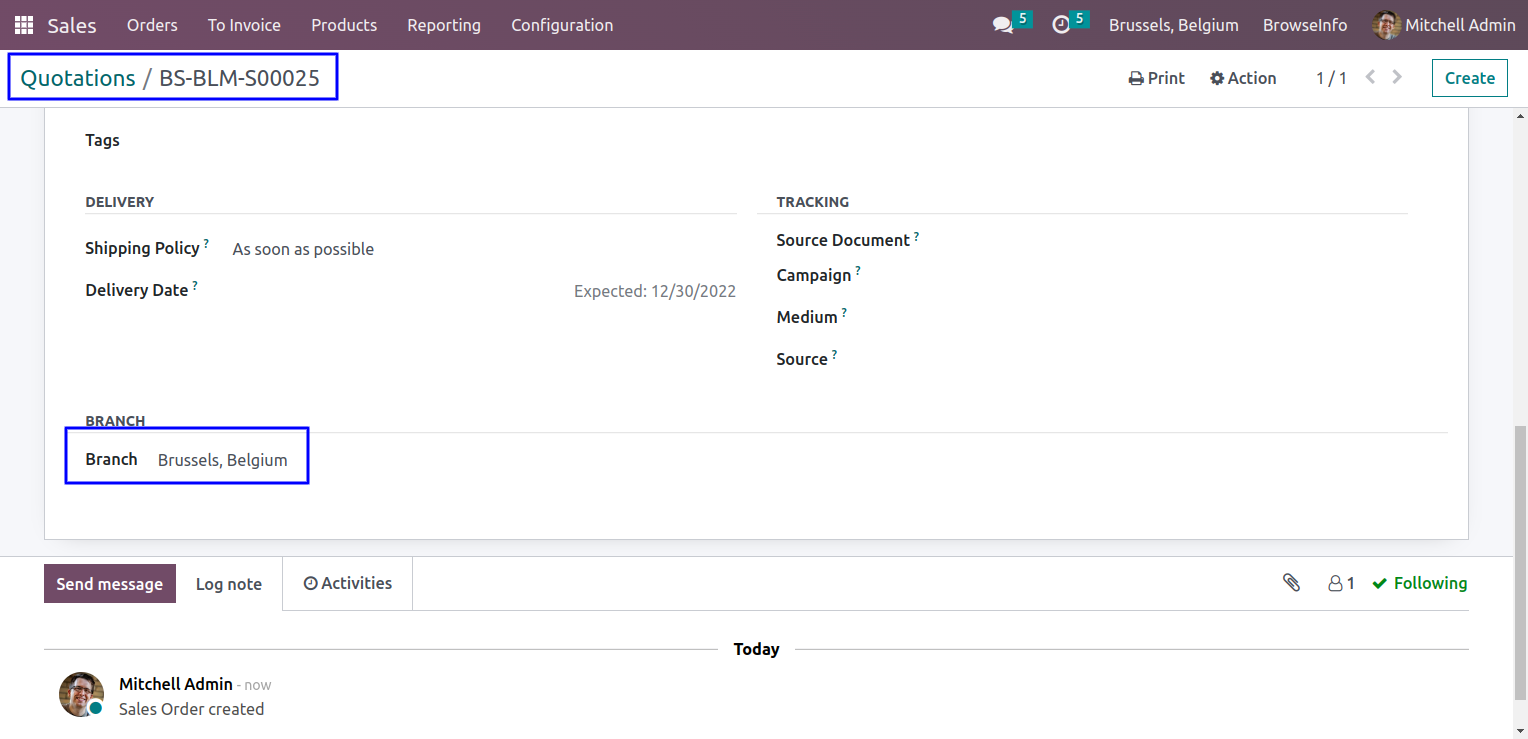 Sales Orders To Invoice Products Reporting Configuration 5 5 Brussels, Belgium BrowseInfo Mitchell Admin
Quotations / BS-BLM-S00025 Print Action 1 / 1 Create
Tags
DELIVERY TRACKING
Shipping Policy ? As soon as possible Source Document ?
Campaign ?
Delivery Date ? Expected: 12/30/2022
Medium ?
Source ?
BRANCH
Branch Brussels, Belgium
Send message Log note Activities 1 Following
Today
Mitchell Admin - now
Sales Order created